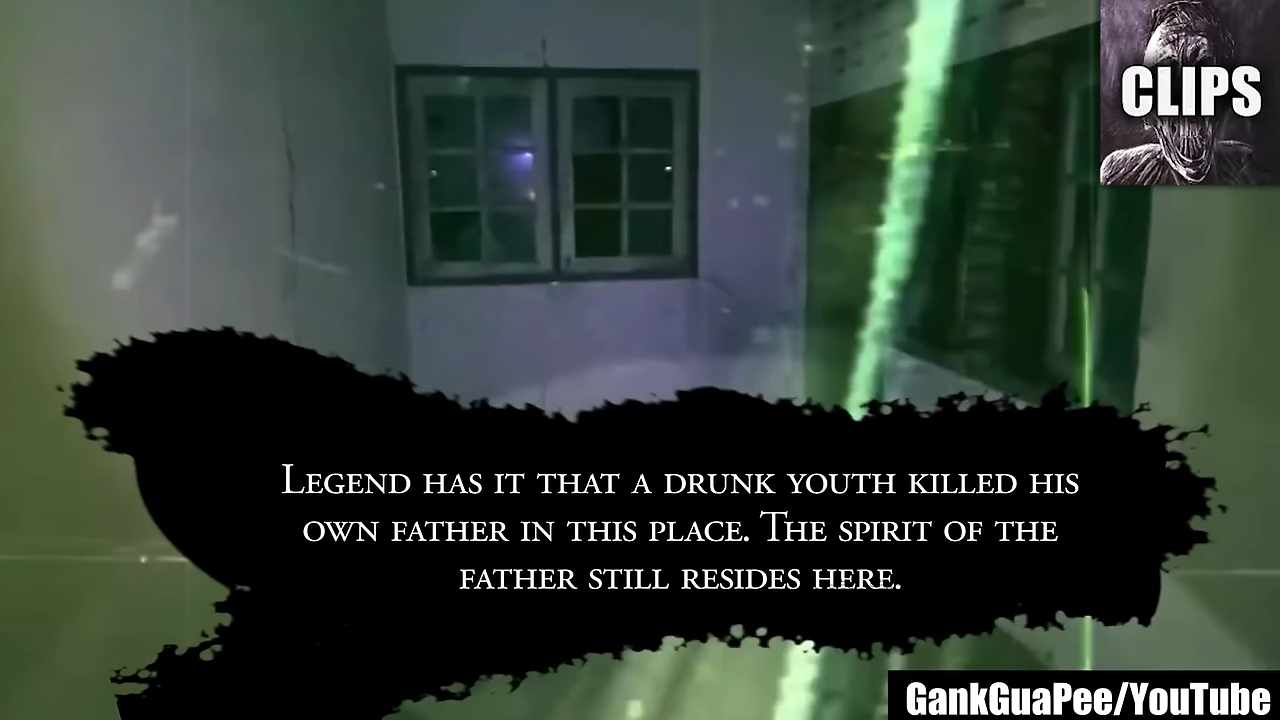 CLIPS
Legend has it that a drunk youth killed his
own father in this place. The spirit of the
father still resides here.
GankGuaPee/YouTube